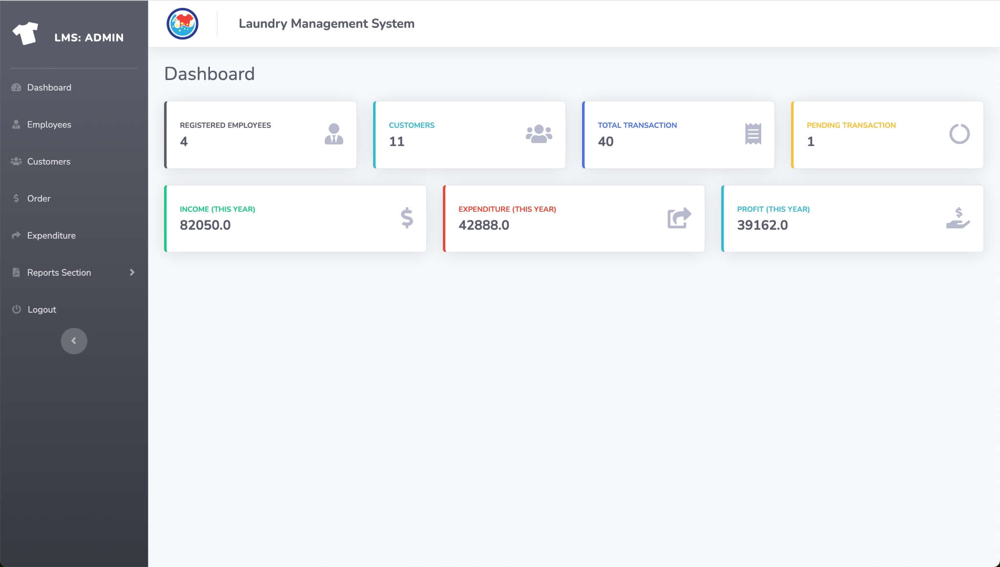 LMS: ADMIN
Dashboard
Employees
Customers
Order
Expenditure
Reports Section
Logout
Laundry Management System
Dashboard
REGISTERED EMPLOYEES
4
CUSTOMERS
11
TOTAL TRANSACTION
40
PENDING TRANSACTION
1
INCOME (THIS YEAR)
82050.0
EXPENDITURE (THIS YEAR)
42888.0
PROFIT (THIS YEAR)
39162.0